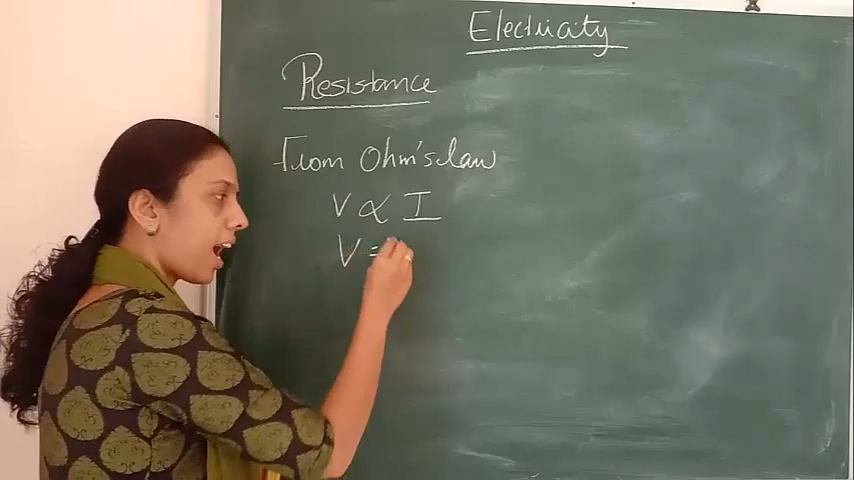 Electricity
Resistance
From Ohm's law
V ∝ I
V =